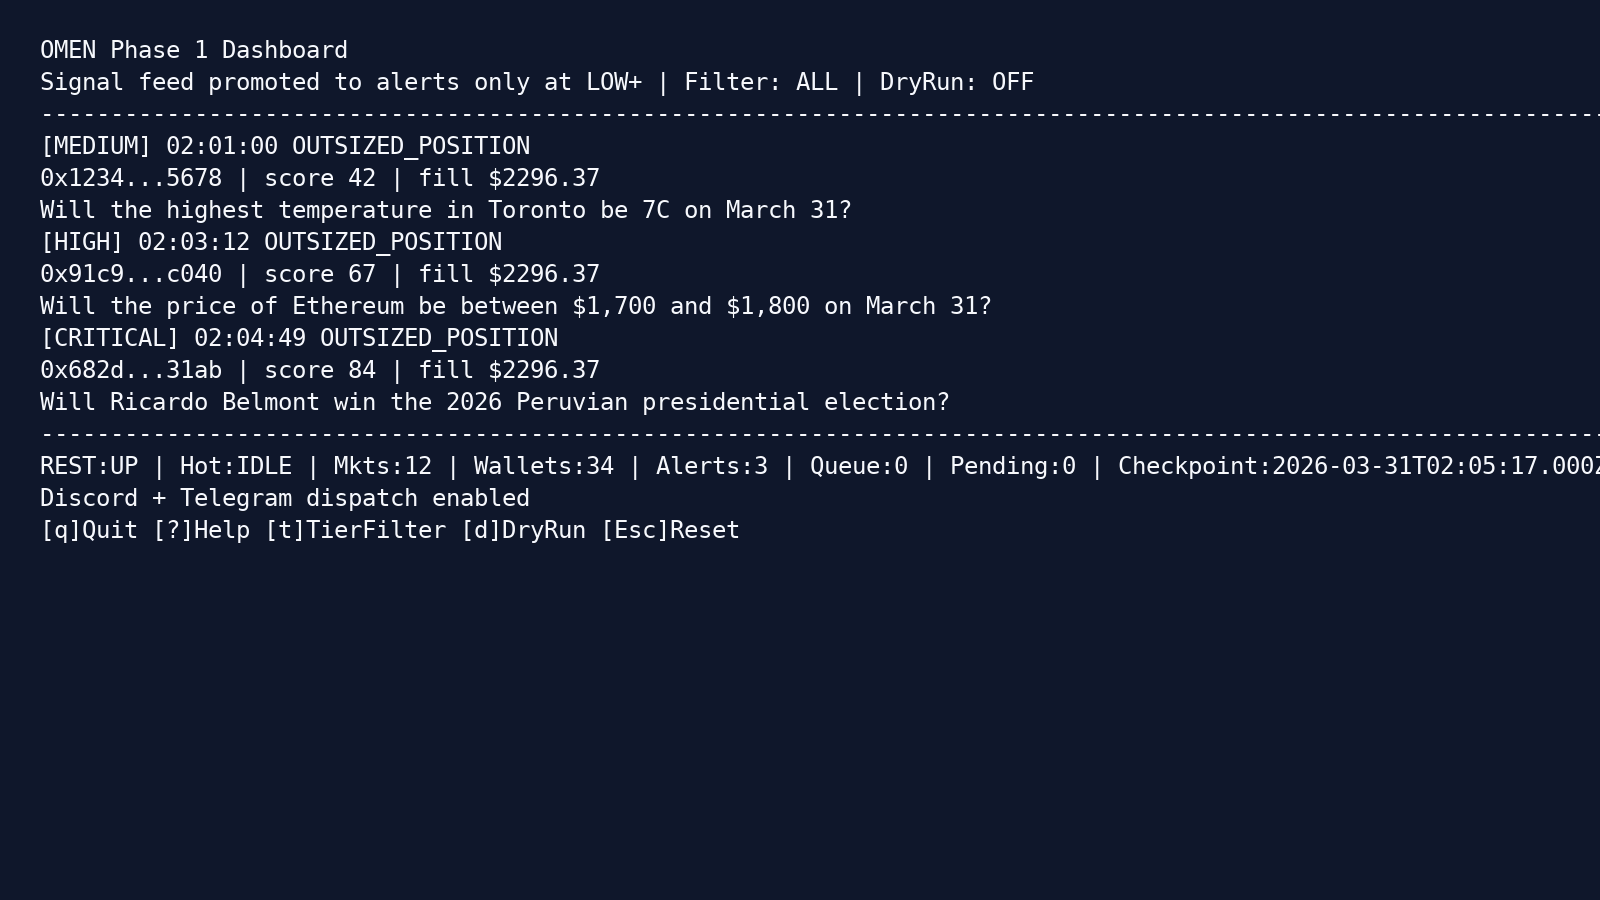 OMEN Phase 1 Dashboard
Signal feed promoted to alerts only at LOW+ | Filter: ALL | DryRun: OFF
----------------------------------------------------------------------------------------------------------------
[MEDIUM] 02:01:00 OUTSIZED_POSITION
0x1234...5678 | score 42 | fill $2296.37
Will the highest temperature in Toronto be 7C on March 31?
[HIGH] 02:03:12 OUTSIZED_POSITION
0x91c9...c040 | score 67 | fill $2296.37
Will the price of Ethereum be between $1,700 and $1,800 on March 31?
[CRITICAL] 02:04:49 OUTSIZED_POSITION
0x682d...31ab | score 84 | fill $2296.37
Will Ricardo Belmont win the 2026 Peruvian presidential election?
----------------------------------------------------------------------------------------------------------------
REST:UP | Hot:IDLE | Mkts:12 | Wallets:34 | Alerts:3 | Queue:0 | Pending:0 | Checkpoint:2026-03-31T02:05:17.000Z
Discord + Telegram dispatch enabled
[q]Quit [?]Help [t]TierFilter [d]DryRun [Esc]Reset